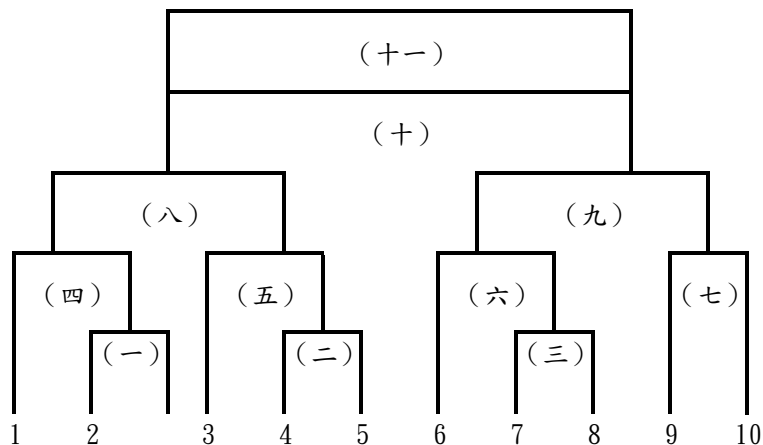 （十一）
（十）
（八） （九）
（四） （五） （六） （七）
（一） （二） （三）
1 2 3 4 5 6 7 8 9 10